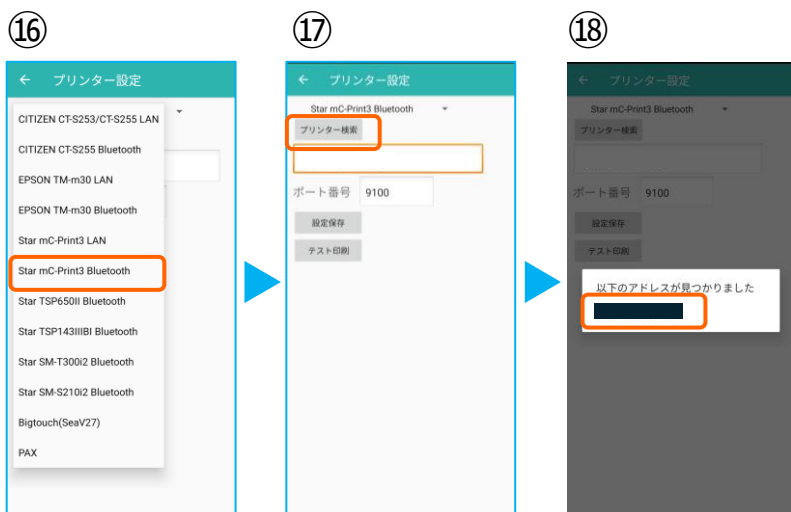 ⑯
← プリンター設定
CITIZEN CT-S253/CT-S255 LAN
CITIZEN CT-S255 Bluetooth
EPSON TM-m30 LAN
EPSON TM-m30 Bluetooth
Star mC-Print3 LAN
Star mC-Print3 Bluetooth
Star TSP650II Bluetooth
Star TSP143IIIBI Bluetooth
Star SM-T300i2 Bluetooth
Star SM-S210i2 Bluetooth
Bigtouch(SeaV27)
PAX
⑰
← プリンター設定
Star mC-Print3 Bluetooth
プリンター検索
ポート番号 9100
設定保存
テスト印刷
⑱
← プリンター設定
Star mC-Print3 Bluetooth
プリンター検索
ポート番号 9100
設定保存
テスト印刷
以下のアドレスが見つかりました